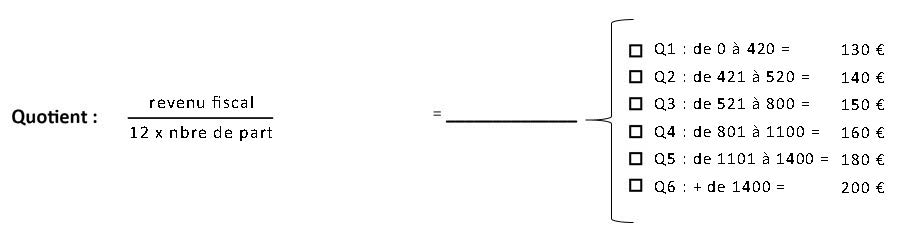 Quotient :
revenu fiscal
12 x nbre de part
=
Q1 : de 0 à 420 = 130 €
Q2 : de 421 à 520 = 140 €
Q3 : de 521 à 800 = 150 €
Q4 : de 801 à 1100 = 160 €
Q5 : de 1101 à 1400 = 180 €
Q6 : + de 1400 = 200 €